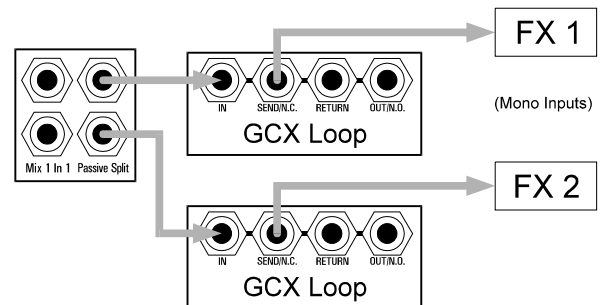 FX 1
IN SEND/N.C. RETURN OUT/N.O.
GCX Loop
(Mono Inputs)
Mix 1 In 1 Passive Split
FX 2
IN SEND/N.C. RETURN OUT/N.O.
GCX Loop